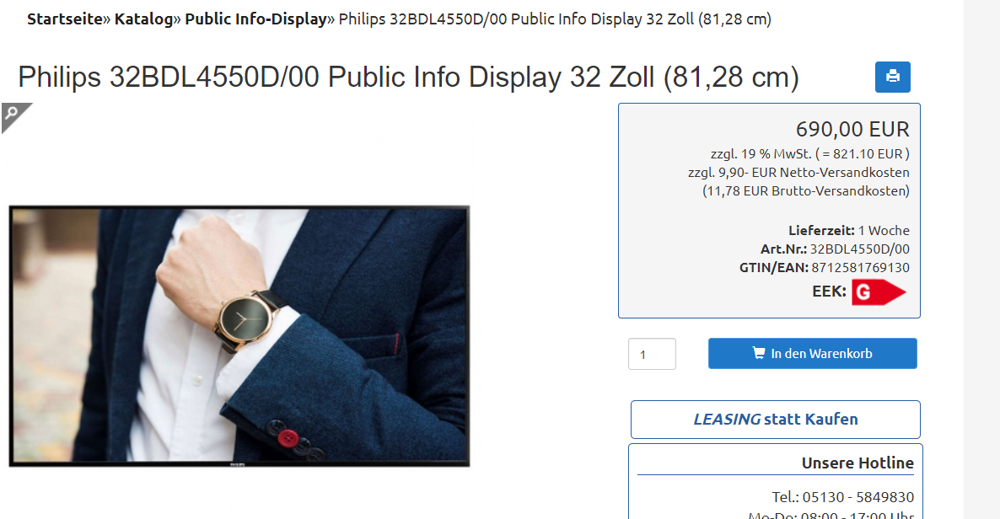 Startseite» Katalog» Public Info-Display» Philips 32BDL4550D/00 Public Info Display 32 Zoll (81,28 cm)
Philips 32BDL4550D/00 Public Info Display 32 Zoll (81,28 cm)
690,00 EUR
zzgl. 19 % MwSt. ( = 821.10 EUR )
zzgl. 9,90- EUR Netto-Versandkosten
(11,78 EUR Brutto-Versandkosten)
Lieferzeit: 1 Woche
Art.Nr.: 32BDL4550D/00
GTIN/EAN: 8712581769130
EEK: G
1
In den Warenkorb
LEASING statt Kaufen
PHILIPS
Unsere Hotline
Tel.: 05130 - 5849830
Mo-Do: 08:00 - 17:00 Uhr